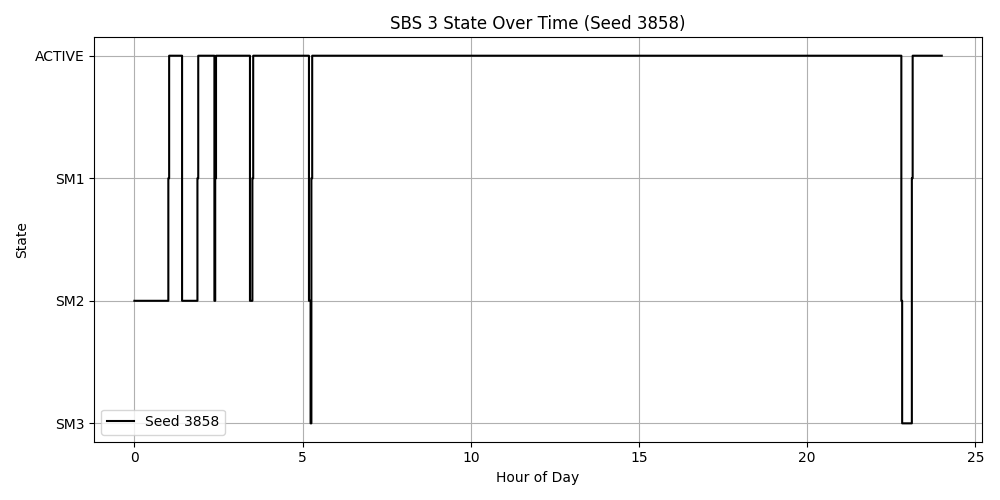 SBS 3 State Over Time (Seed 3858)
ACTIVE
SM1
SM2
SM3
State
Seed 3858
0 5 10 15 20 25
Hour of Day